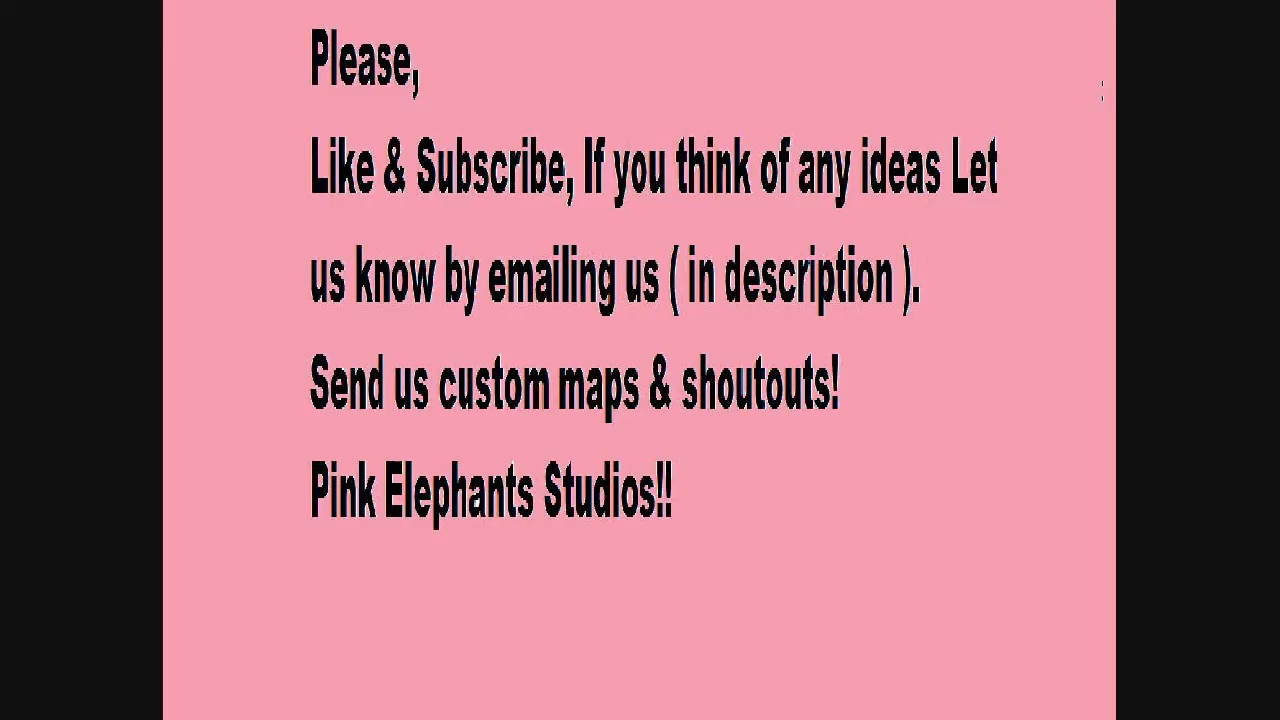 Please,
Like & Subscribe, If you think of any ideas Let
us know by emailing us ( in description ).
Send us custom maps & shoutouts!
Pink Elephants Studios!!